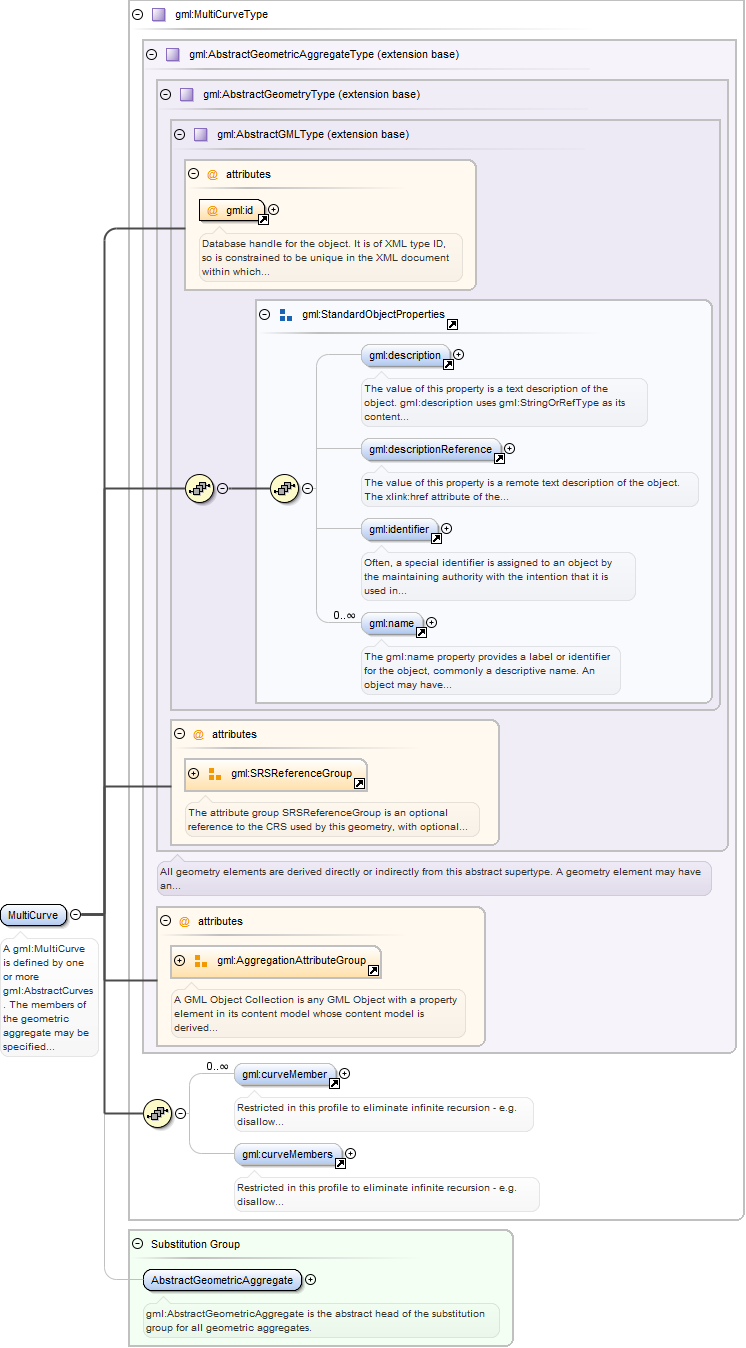 gml:MultiCurveType
gml:AbstractGeometricAggregateType (extension base)
gml:AbstractGeometryType (extension base)
gml:AbstractGMLType (extension base)
@ attributes
@ gml:id
Database handle for the object. It is of XML type ID,
so is constrained to be unique in the XML document
within which...
gml:StandardObjectProperties
gml:description
The value of this property is a text description of the
object. gml:description uses gml:StringOrRefType as its
content...
gml:descriptionReference
The value of this property is a remote text description of the object.
The xlink:href attribute of the...
gml:identifier
Often, a special identifier is assigned to an object by
the maintaining authority with the intention that it is
used in...
0..∞
gml:name
The gml:name property provides a label or identifier
for the object, commonly a descriptive name. An
object may have...
@ attributes
gml:SRSReferenceGroup
The attribute group SRSReferenceGroup is an optional
reference to the CRS used by this geometry, with optional...
All geometry elements are derived directly or indirectly from this abstract supertype. A geometry element may have
an...
MultiCurve
A gml:MultiCurve
is defined by one
or more
gml:AbstractCurves
. The members of
the geometric
aggregate may be
specified...
@ attributes
gml:AggregationAttributeGroup
A GML Object Collection is any GML Object with a property
element in its content model whose content model is
derived...
0..∞
gml:curveMember
Restricted in this profile to eliminate infinite recursion - e.g.
disallow...
gml:curveMembers
Restricted in this profile to eliminate infinite recursion - e.g.
disallow...
Substitution Group
AbstractGeometricAggregate
gml:AbstractGeometricAggregate is the abstract head of the substitution
group for all geometric aggregates.